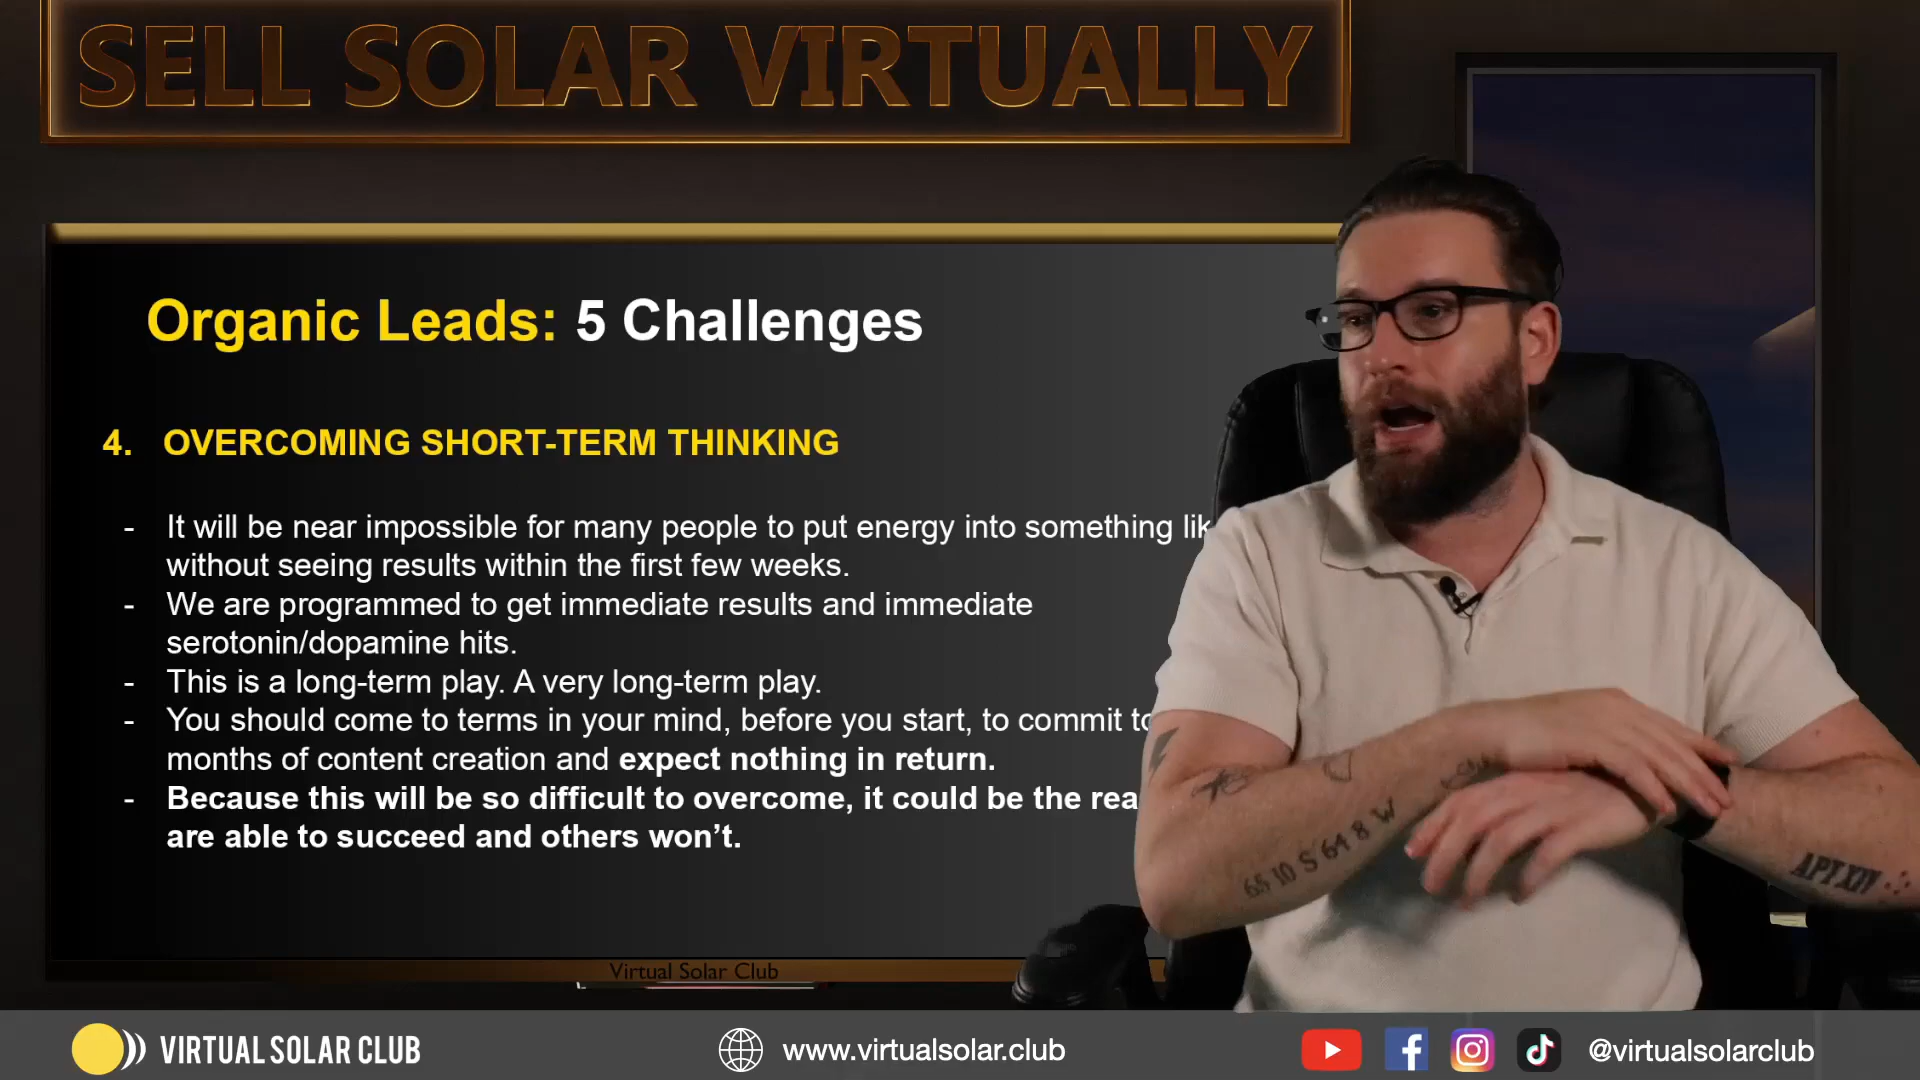 SELL SOLAR VIRTUALLY
Organic Leads: 5 Challenges
4. OVERCOMING SHORT-TERM THINKING
- It will be near impossible for many people to put energy into something
without seeing results within the first few weeks.
- We are programmed to get immediate results and immediate
serotonin/dopamine hits.
- This is a long-term play. A very long-term play.
- You should come to terms in your mind, before you start, to commit
months of content creation and expect nothing in return.
- Because this will be so difficult to overcome, it could be the
are able to succeed and others won’t.
65 10 S 64 8 W
Virtual Solar Club
VIRTUAL SOLAR CLUB
www.virtualsolar.club
@virtualsolarclub